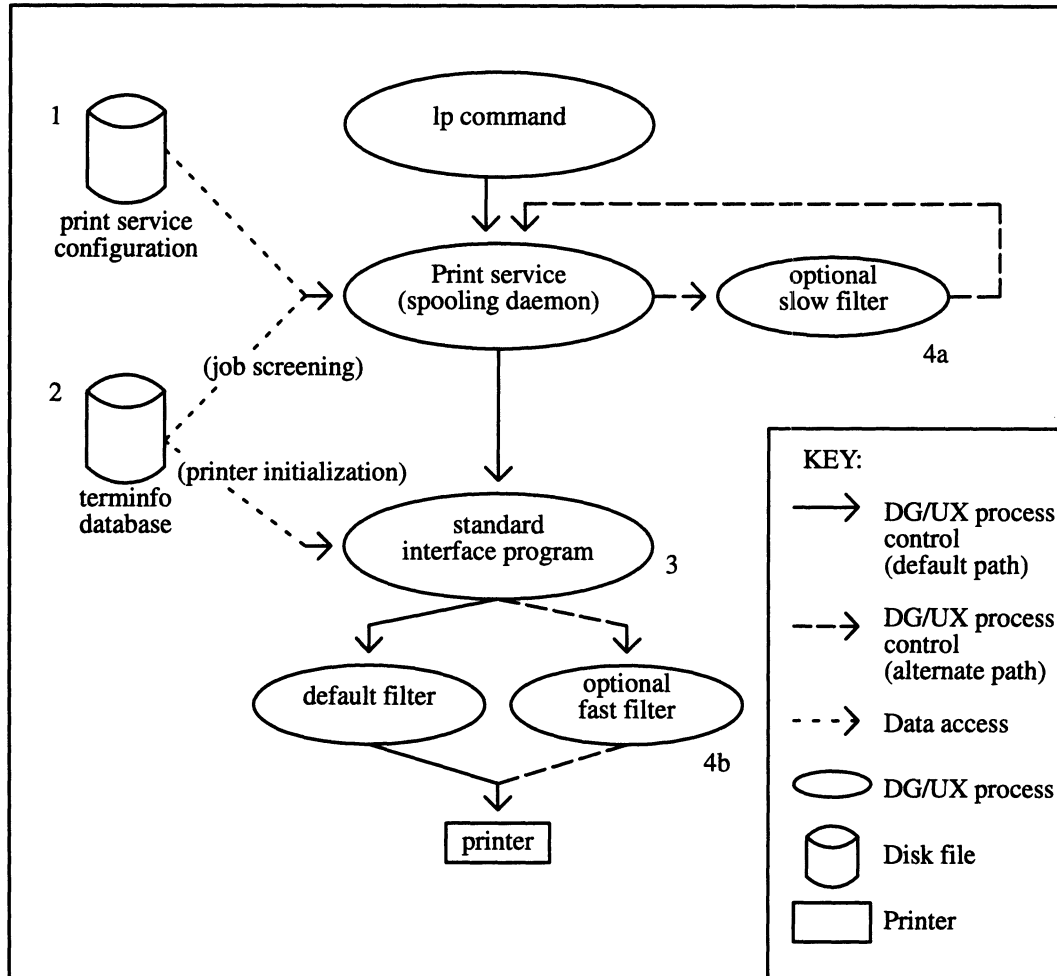 1
print service
configuration
lp command
Print service
(spooling daemon)
optional
slow filter
4a
(job screening)
2
terminfo
database
(printer initialization)
standard
interface program
3
default filter
optional
fast filter
4b
printer
KEY:
DG/UX process
control
(default path)
DG/UX process
control
(alternate path)
Data access
DG/UX process
Disk file
Printer